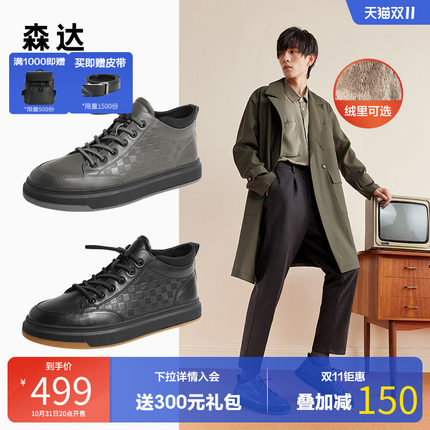 天猫双11
森达
满1000即赠
*限量500份
买即赠皮带
*限量1500份
绒里可选
到手价
¥499
10月31日20点开售
下拉详情入会
送300元礼包
双11钜惠
叠加减150